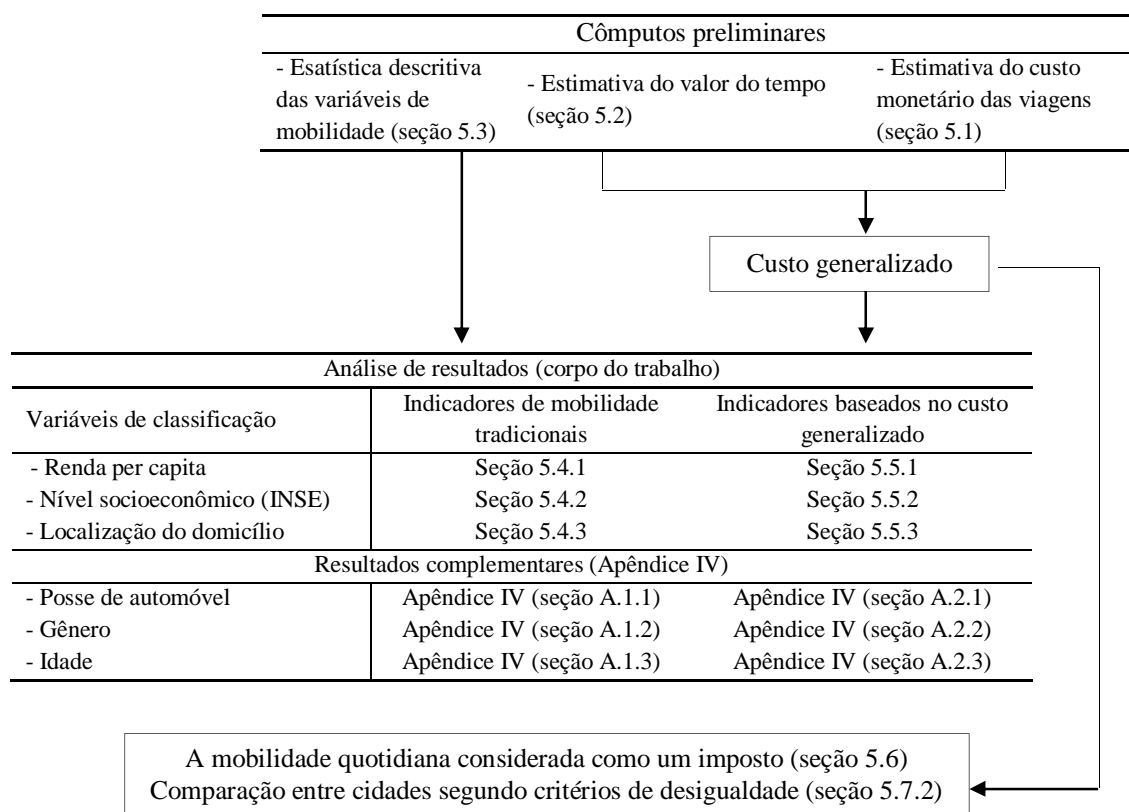 Cômputos preliminares
- Esatística descritiva
das variáveis de
mobilidade (seção 5.3)
- Estimativa do valor do tempo
(seção 5.2)
- Estimativa do custo
monetário das viagens
(seção 5.1)
Custo generalizado
Análise de resultados (corpo do trabalho)
Variáveis de classificação
Indicadores de mobilidade
tradicionais
Indicadores baseados no custo
generalizado
- Renda per capita
Seção 5.4.1
Seção 5.5.1
- Nível socioeconômico (INSE)
Seção 5.4.2
Seção 5.5.2
- Localização do domicílio
Seção 5.4.3
Seção 5.5.3
Resultados complementares (Apêndice IV)
- Posse de automóvel
Apêndice IV (seção A.1.1)
Apêndice IV (seção A.2.1)
- Gênero
Apêndice IV (seção A.1.2)
Apêndice IV (seção A.2.2)
- Idade
Apêndice IV (seção A.1.3)
Apêndice IV (seção A.2.3)
A mobilidade quotidiana considerada como um imposto (seção 5.6)
Comparação entre cidades segundo critérios de desigualdade (seção 5.7.2)